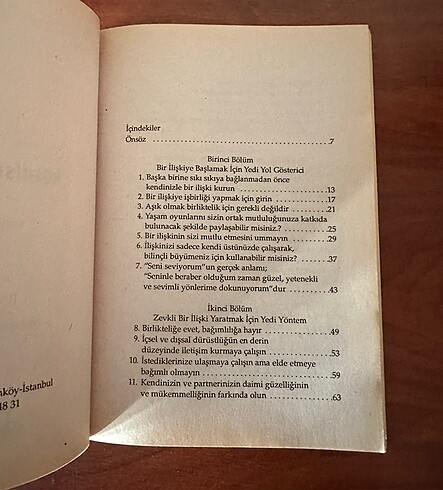 İçindekiler
Önsöz ........ 7
Birinci Bölüm
Bir İlişkiye Başlamak İçin Yedi Yol Gösterici
1. Başka birine sıkı sıkıya bağlanmadan önce
kendinizle bir ilişki kurun ........ 13
2. Bir ilişkiye işbirliği yapmak için girin ........ 17
3. Aşık olmak birliktelik için gerekli değildir ........ 21
4. Yaşam oyunlarını sizin ortak mutluluğunuza katkıda
bulunacak şekilde paylaşabilir misiniz? ........ 25
5. Bir ilişkinin sizi mutlu etmesini ummayın ........ 29
6. İlişkinizi sadece kendi üstünüzde çalışarak,
bilinçli büyümeniz için kullanabilir misiniz? ........ 37
7. "Seni seviyorum"un gerçek anlamı;
"Seninle beraber olduğum zaman güzel, yetenekli
ve sevimli yönlerime dokunuyorum"dur ........ 43
İkinci Bölüm
Zevkli Bir İlişki Yaratmak İçin Yedi Yöntem
8. Birlikteliğe evet, bağımlılığa hayır ........ 49
9. İçsel ve dışsal dürüstlüğün en derin
düzeyinde iletişim kurmaya çalışın ........ 53
10. İstediklerinize ulaşmaya çalışın ama elde etmeye
bağımlı olmayın ........ 59
11. Kendinizin ve partnerinizin daimi güzelliğinin
ve mükemmelliğinin farkında olun ........ 63
nköy-İstanbul
48 31